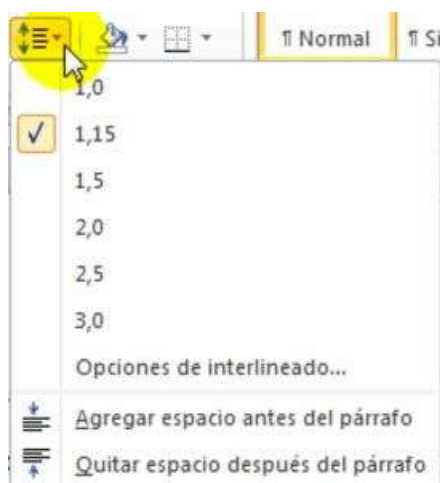 ¶ Normal ¶ Si
1,0
1,15
1,5
2,0
2,5
3,0
Opciones de interlineado...
Agregar espacio antes del párrafo
Quitar espacio después del párrafo